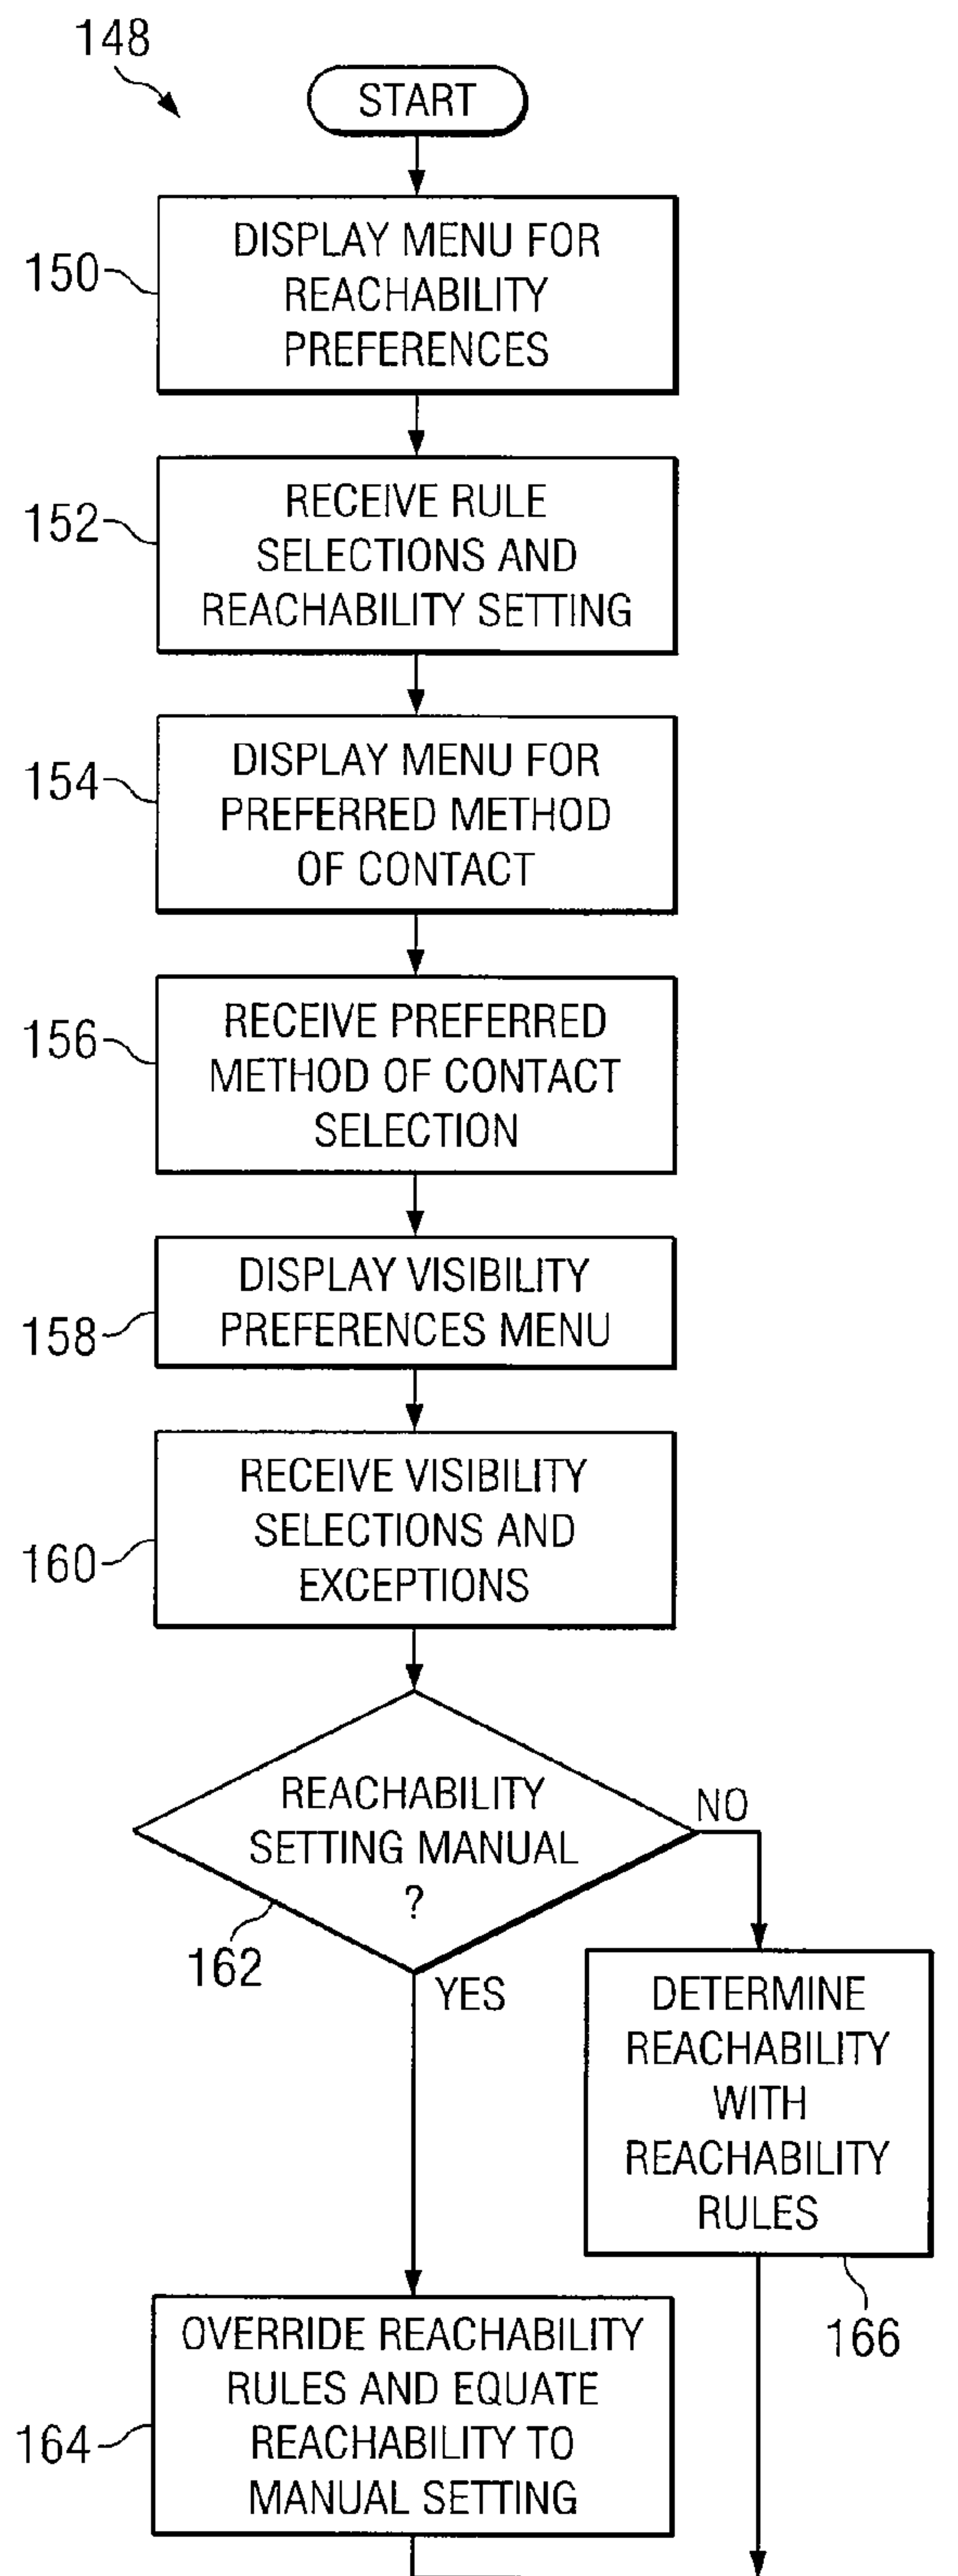 148
START
150
DISPLAY MENU FOR
REACHABILITY
PREFERENCES
152
RECEIVE RULE
SELECTIONS AND
REACHABILITY SETTING
154
DISPLAY MENU FOR
PREFERRED METHOD
OF CONTACT
156
RECEIVE PREFERRED
METHOD OF CONTACT
SELECTION
158
DISPLAY VISIBILITY
PREFERENCES MENU
160
RECEIVE VISIBILITY
SELECTIONS AND
EXCEPTIONS
REACHABILITY
SETTING MANUAL
?
NO
162
YES
DETERMINE
REACHABILITY
WITH
REACHABILITY
RULES
166
164
OVERRIDE REACHABILITY
RULES AND EQUATE
REACHABILITY TO
MANUAL SETTING